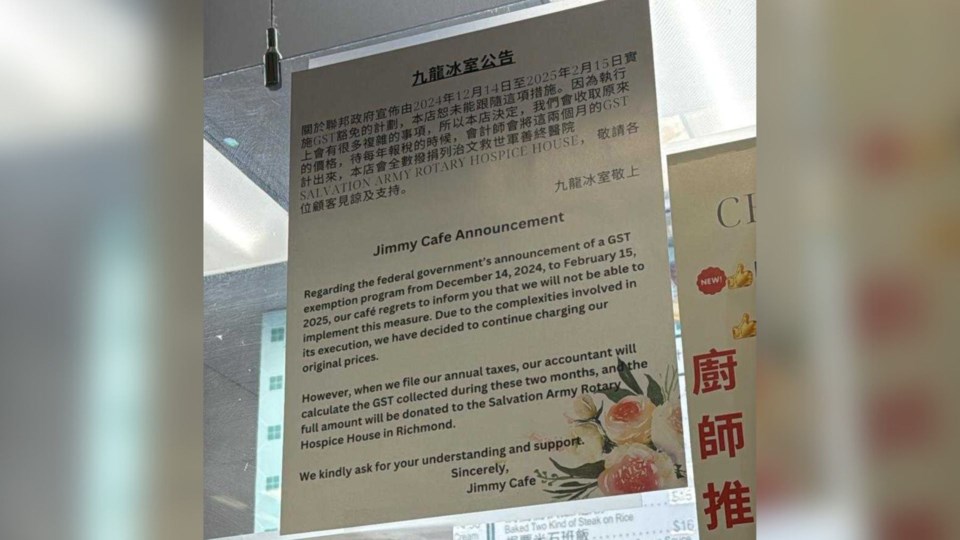 九龍冰室公告
關於聯邦政府宣佈由2024年12月14日至2025年2月15日實
施GST豁免的計劃，本店恕未能跟隨這項措施。因為執行
上會有很多複雜的事項，所以本店決定，我們會收取原來
的價格，待每年報稅的時候，會計師會將這兩個月的GST
計出來，本店會全數撥捐列治文救世軍善終醫院
SALVATION ARMY ROTARY HOSPICE HOUSE， 敬請各
位顧客見諒及支持。
九龍冰室敬上
Jimmy Cafe Announcement
Regarding the federal government's announcement of a GST
exemption program from December 14, 2024, to February 15,
2025, our café regrets to inform you that we will not be able to
implement this measure. Due to the complexities involved in
its execution, we have decided to continue charging our
original prices.
However, when we file our annual taxes, our accountant will
calculate the GST collected during these two months, and the
full amount will be donated to the Salvation Army Rotary
Hospice House in Richmond.
We kindly ask for your understanding and support.
Sincerely,
Jimmy Cafe
NEW!
廚
師
推
Cream
Baked Two Kind of Steak on Rice
$16